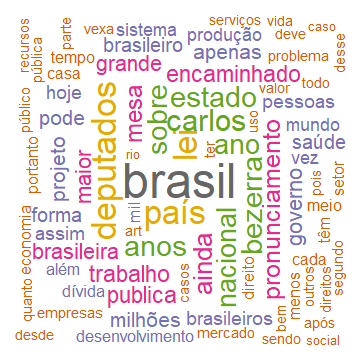 serviços vida
vexa sistema deve caso
parte
recursos
pública
tempo brasileiro produção desse
grande apenas problema
casa encaminhado valor todo
hoje mesa sobre estado pessoas
público pode deputados lei carlos uso mundo
portanto projeto maior ano saúde
rio ter vez pois setor
brasil
forma mil país nacional bezerra pronunciamento governo têm meio
assim art anos
brasileira ainda cada
economia além trabalho direito outros segundo
quanto dívida publica casos menos direitos
empresas milhões brasileiros bem após
desde desenvolvimento mercado sendo social